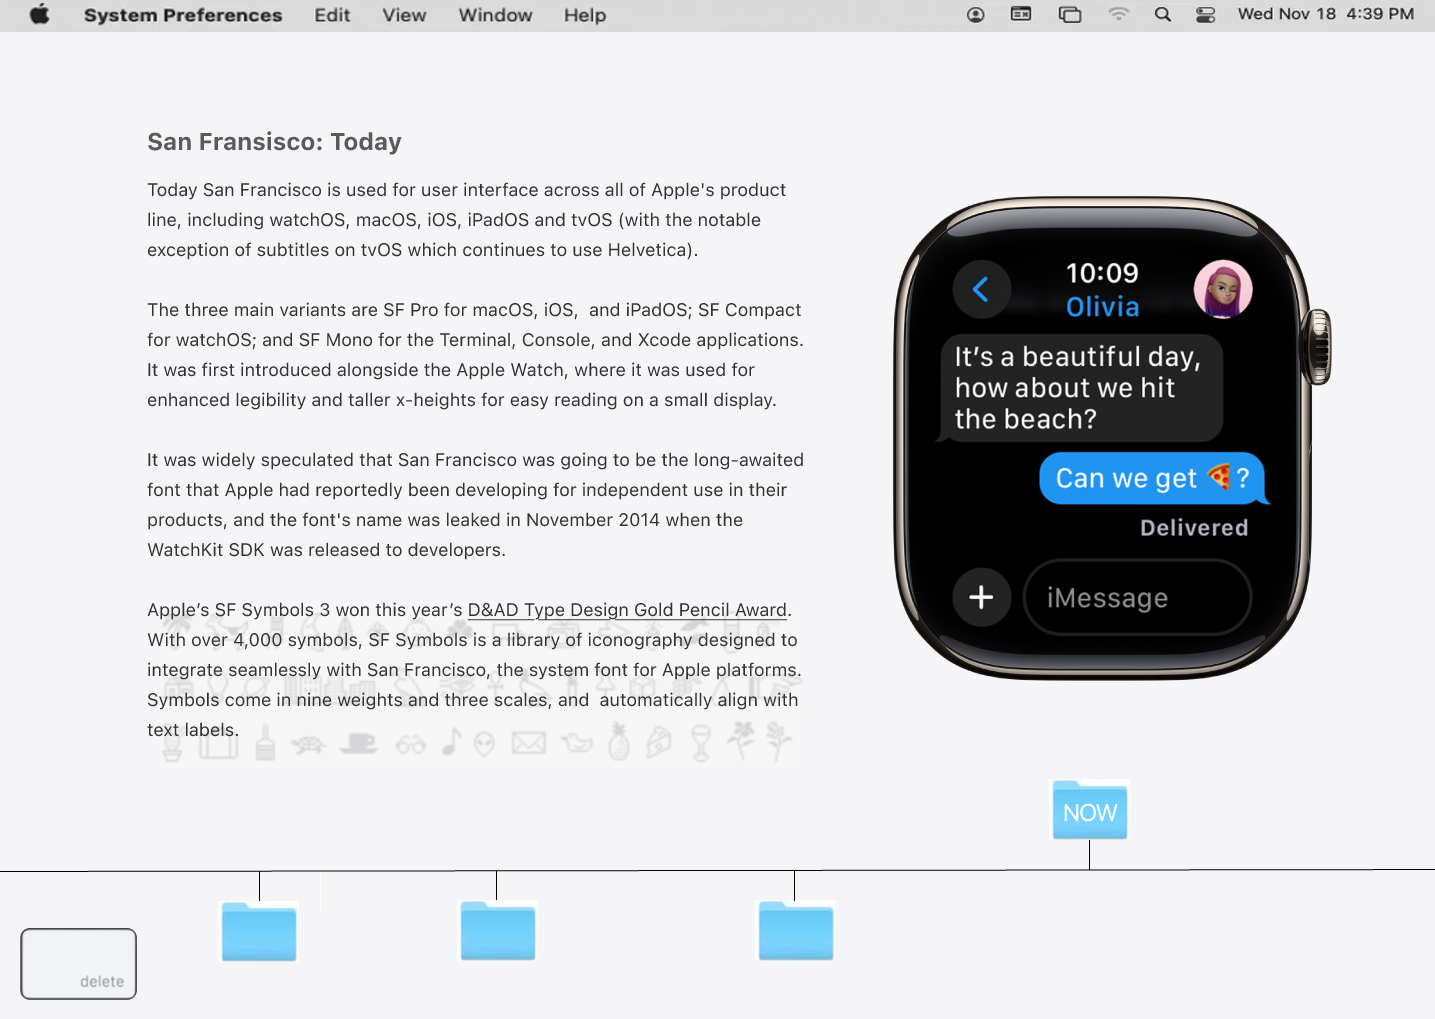 System Preferences Edit View Window Help Wed Nov 18 4:39 PM
San Fransisco: Today
Today San Francisco is used for user interface across all of Apple's product
line, including watchOS, macOS, iOS, iPadOS and tvOS (with the notable
exception of subtitles on tvOS which continues to use Helvetica).
The three main variants are SF Pro for macOS, iOS,  and iPadOS; SF Compact
for watchOS; and SF Mono for the Terminal, Console, and Xcode applications.
It was first introduced alongside the Apple Watch, where it was used for
enhanced legibility and taller x-heights for easy reading on a small display.
It was widely speculated that San Francisco was going to be the long-awaited
font that Apple had reportedly been developing for independent use in their
products, and the font's name was leaked in November 2014 when the
WatchKit SDK was released to developers.
Apple’s SF Symbols 3 won this year’s D&AD Type Design Gold Pencil Award.
With over 4,000 symbols, SF Symbols is a library of iconography designed to
integrate seamlessly with San Francisco, the system font for Apple platforms.
Symbols come in nine weights and three scales, and  automatically align with
text labels.
10:09
Olivia
It’s a beautiful day,
how about we hit
the beach?
Can we get 🍕?
Delivered
iMessage
NOW
delete